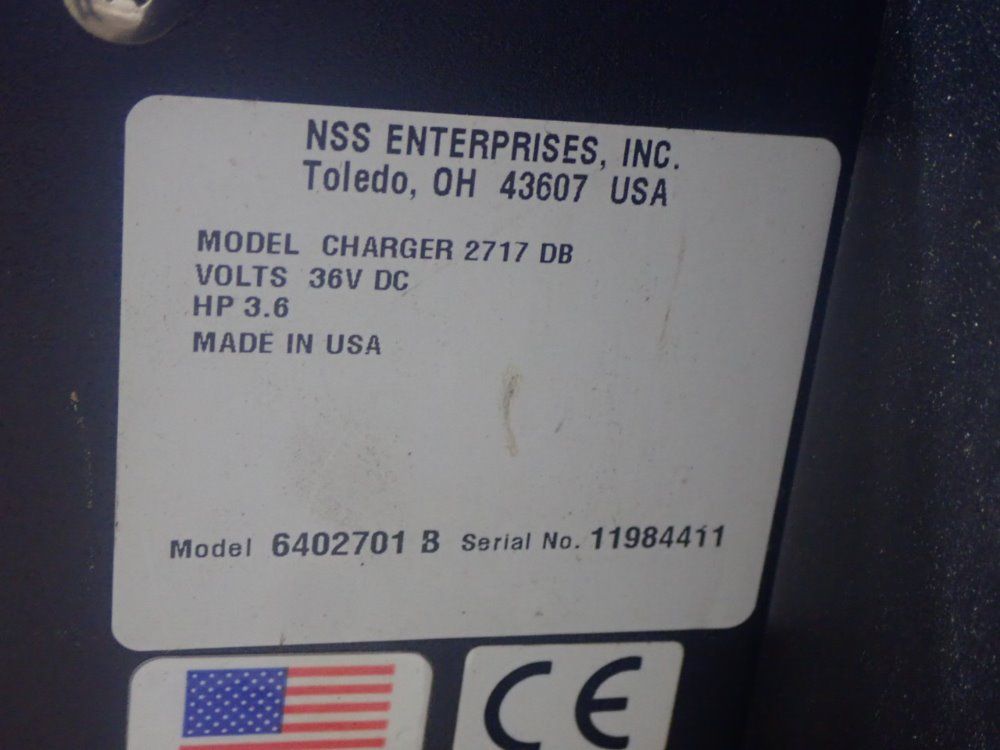 NSS ENTERPRISES, INC.
Toledo, OH 43607 USA
MODEL CHARGER 2717 DB
VOLTS 36V DC
HP 3.6
MADE IN USA
Model 6402701 B Serial No. 11984411
CE